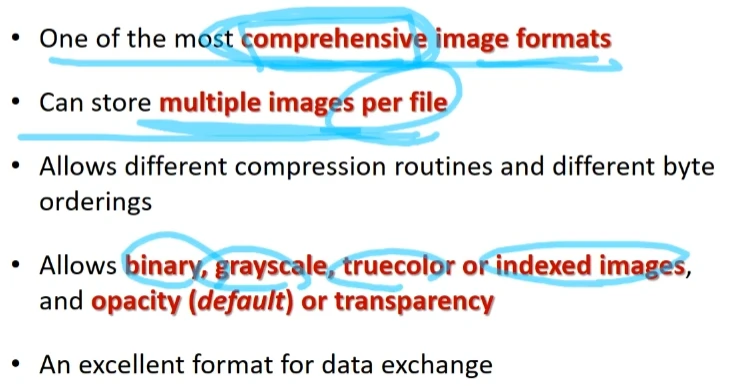 • One of the most comprehensive image formats
• Can store multiple images per file
• Allows different compression routines and different byte
orderings
• Allows binary, grayscale, truecolor or indexed images,
and opacity (default) or transparency
• An excellent format for data exchange